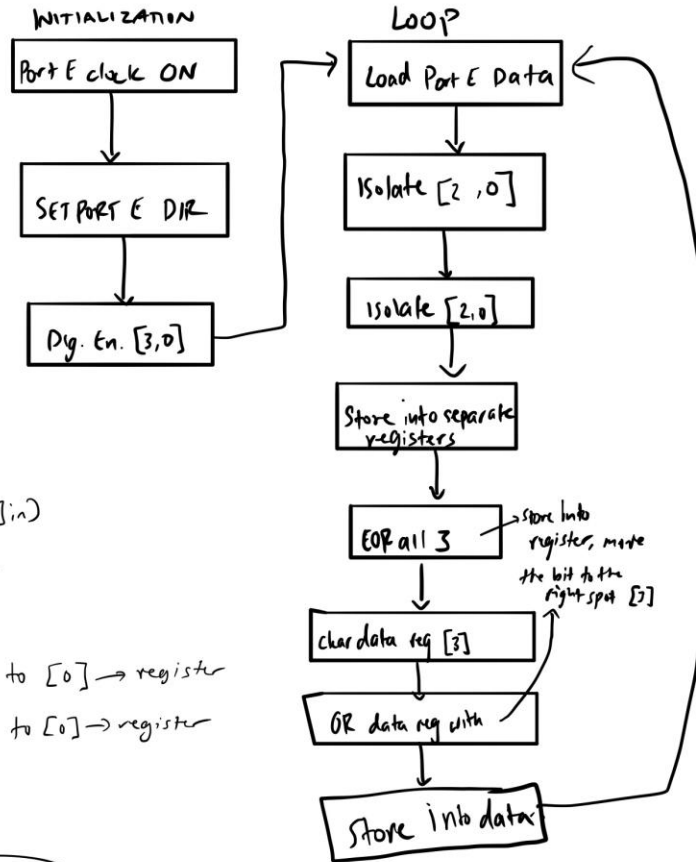 INITIALIZATION
Port E clock ON
SET PORT E DIR
Dig. En. [3,0]
LOOP
Load Port E Data
Isolate [2,0]
Isolate [2,0]
Store into separate
registers
EOR all 3
store into
register, move
the bit to the
right spot [3]
data reg [3]
OR data reg with
Store into data
in)
to [0] → register
to [0] → register